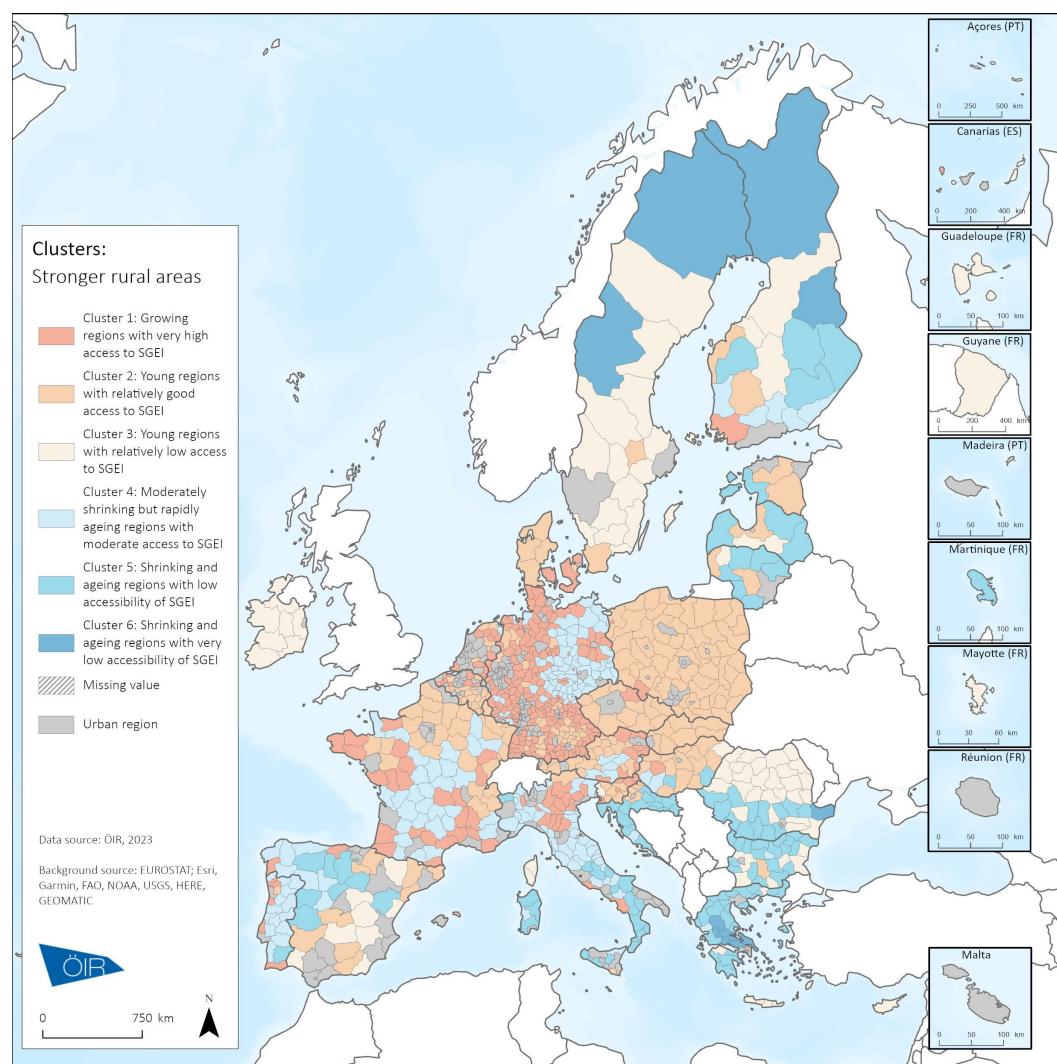 Clusters:
Stronger rural areas
Cluster 1: Growing
regions with very high
access to SGEI
Cluster 2: Young regions
with relatively good
access to SGEI
Cluster 3: Young regions
with relatively low access
to SGEI
Cluster 4: Moderately
shrinking but rapidly
ageing regions with
moderate access to SGEI
Cluster 5: Shrinking and
ageing regions with low
accessibility of SGEI
Cluster 6: Shrinking and
ageing regions with very
low accessibility of SGEI
Missing value
Urban region
Data source: ÖIR, 2023
Background source: EUROSTAT; Esri,
Garmin, FAO, NOAA, USGS, HERE,
GEOMATIC
ÖIR
N
0 750 km
Açores (PT)
0 250 500 km
Canarias (ES)
0 200 400 km
Guadeloupe (FR)
0 50 100 km
Guyane (FR)
0 200 400 km
Madeira (PT)
0 50 100 km
Martinique (FR)
0 50 100 km
Mayotte (FR)
0 30 60 km
Réunion (FR)
0 50 100 km
Malta
0 50 100 km